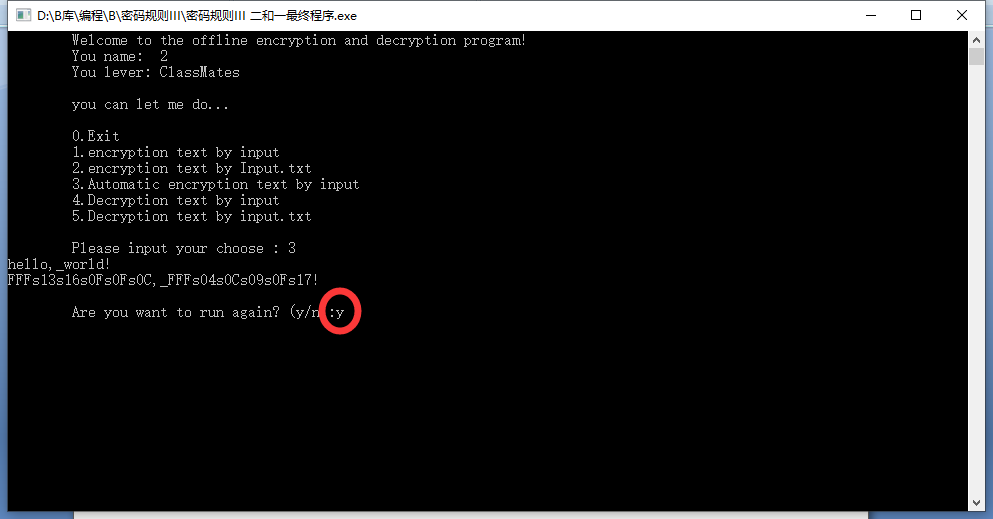 D:\B库\编程\B\密码规则III\密码规则III 二和一最终程序.exe
Welcome to the offline encryption and decryption program!
You name:  2
You lever: ClassMates
you can let me do...
0.Exit
1.encryption text by input
2.encryption text by Input.txt
3.Automatic encryption text by input
4.Decryption text by input
5.Decryption text by input.txt
Please input your choose : 3
hello,_world!
FFFs13s16s0Fs0Fs0C,_FFFs04s0Cs09s0Fs17!
Are you want to run again? (y/n :y